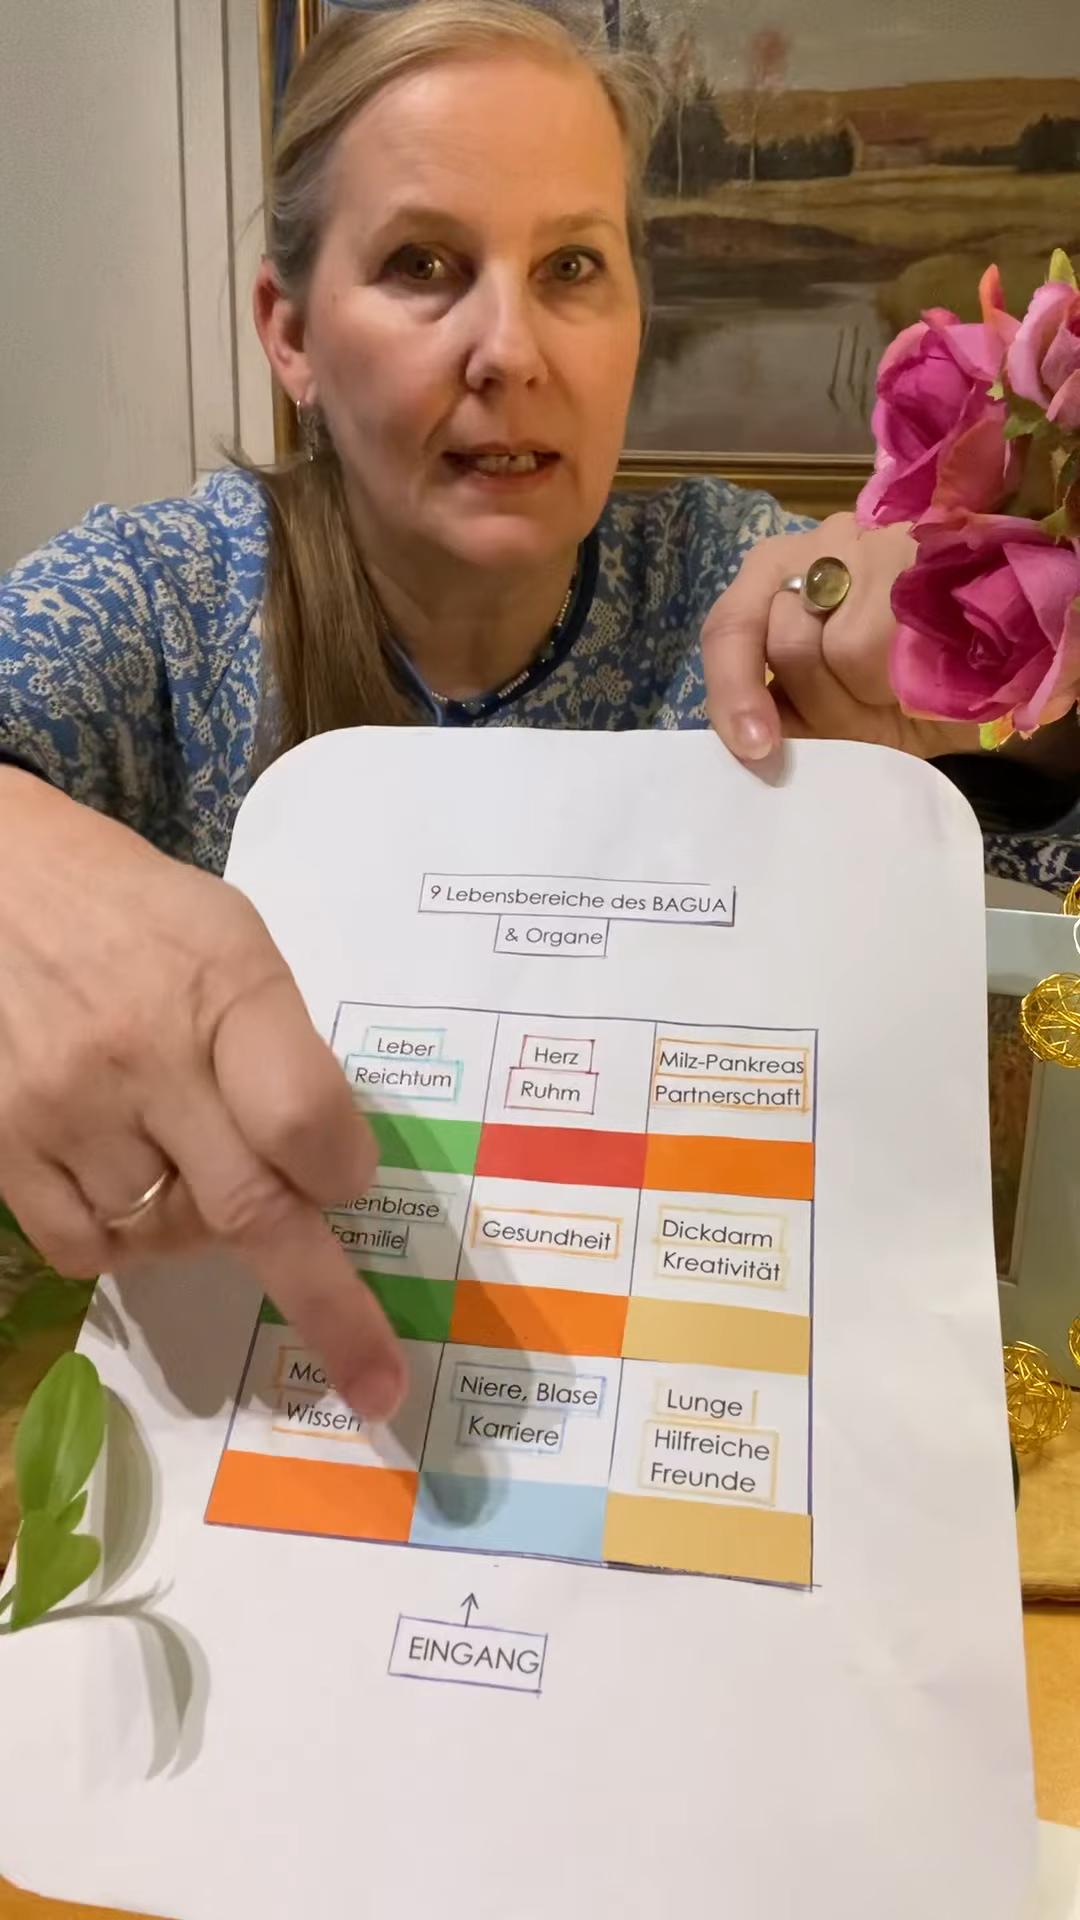 9 Lebensbereiche des BAGUA
& Organe
Leber
Reichtum
Herz
Ruhm
Milz-Pankreas
Partnerschaft
Familie
Gesundheit
Dickdarm
Kreativität
Wissen
Niere, Blase
Karriere
Lunge
Hilfreiche
Freunde
EINGANG